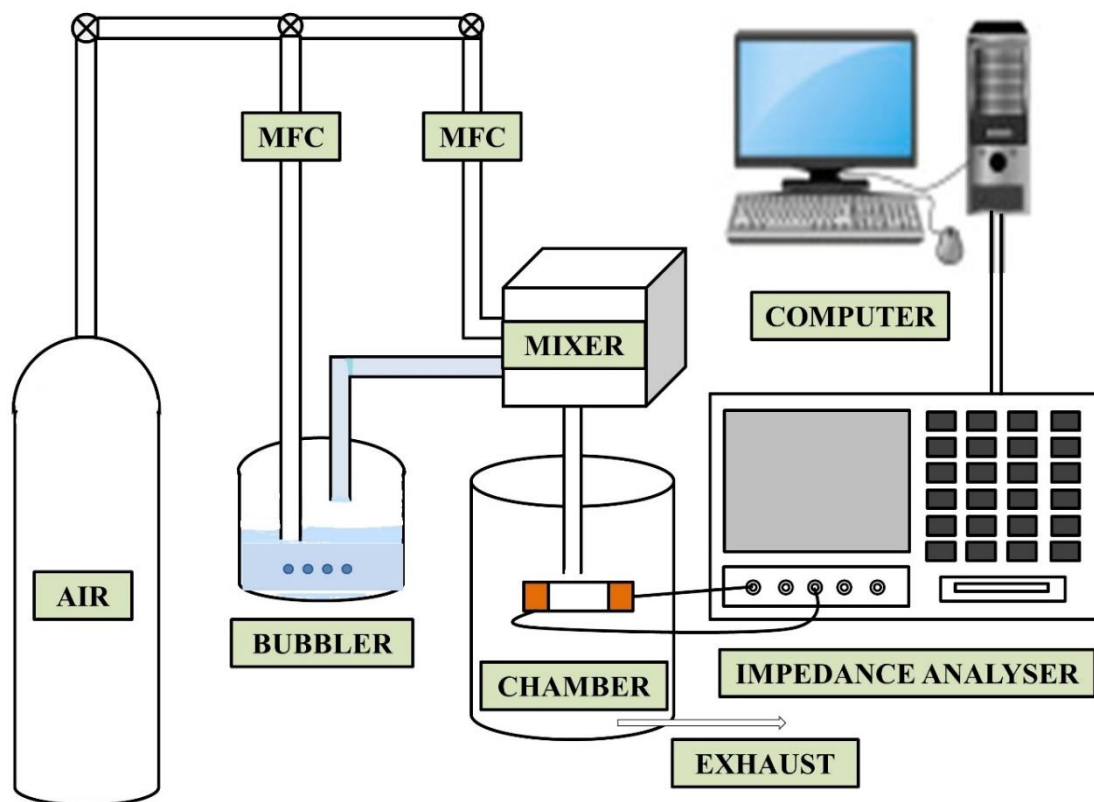 MFC
MFC
MIXER
COMPUTER
AIR
BUBBLER
CHAMBER
IMPEDANCE ANALYSER
EXHAUST